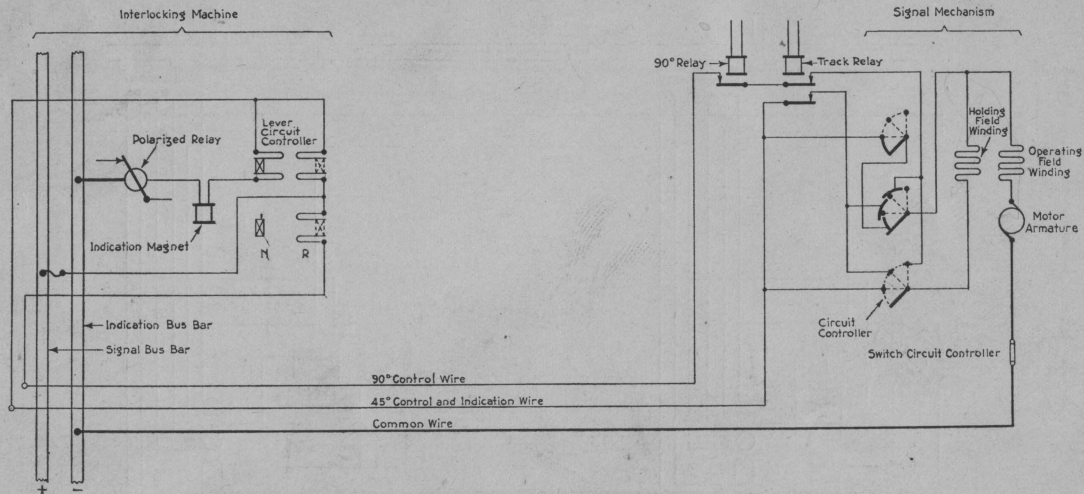 Interlocking Machine
Signal Mechanism
90° Relay
Track Relay
Polarized Relay
Lever
Circuit
Controller
Holding
Field
Winding
Operating
Field
Winding
Motor
Armature
Indication Magnet
N
R
Indication Bus Bar
Signal Bus Bar
Circuit
Controller
Switch Circuit Controller
90° Control Wire
45° Control and Indication Wire
Common Wire
+
-